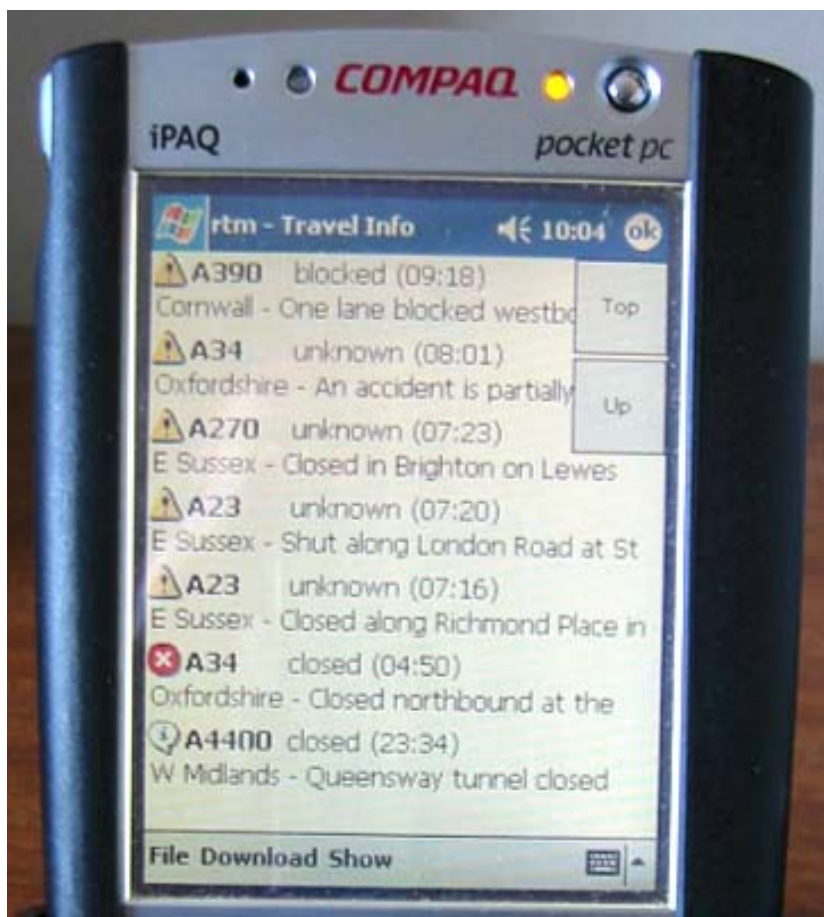 COMPAQ
iPAQ pocket pc
rtm - Travel Info 10:04 ok
A390 blocked (09:18)
Cornwall - One lane blocked westbo
Top
A34 unknown (08:01)
Oxfordshire - An accident is partially
Up
A270 unknown (07:23)
E Sussex - Closed in Brighton on Lewes
A23 unknown (07:20)
E Sussex - Shut along London Road at St
A23 unknown (07:16)
E Sussex - Closed along Richmond Place in
A34 closed (04:50)
Oxfordshire - Closed northbound at the
A4400 closed (23:34)
W Midlands - Queensway tunnel closed
File Download Show